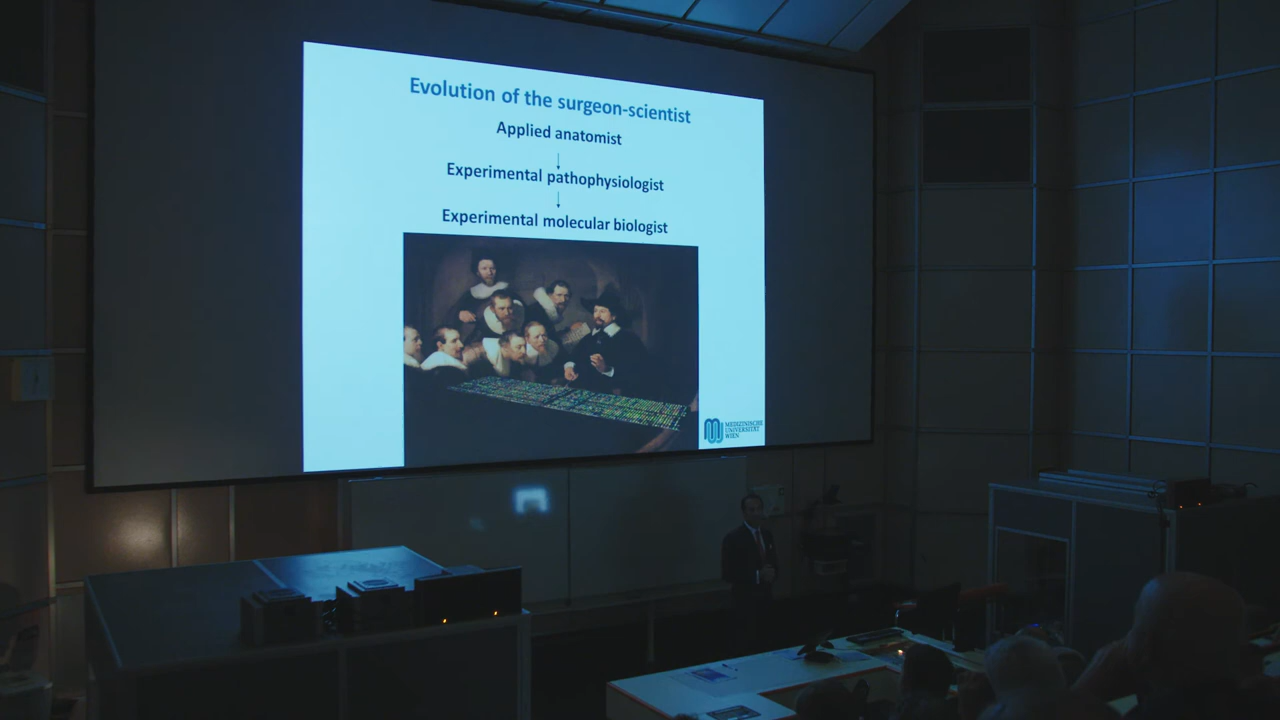 Evolution of the surgeon-scientist
Applied anatomist
Experimental pathophysiologist
Experimental molecular biologist
MEDIZINISCHE
UNIVERSITÄT
WIEN